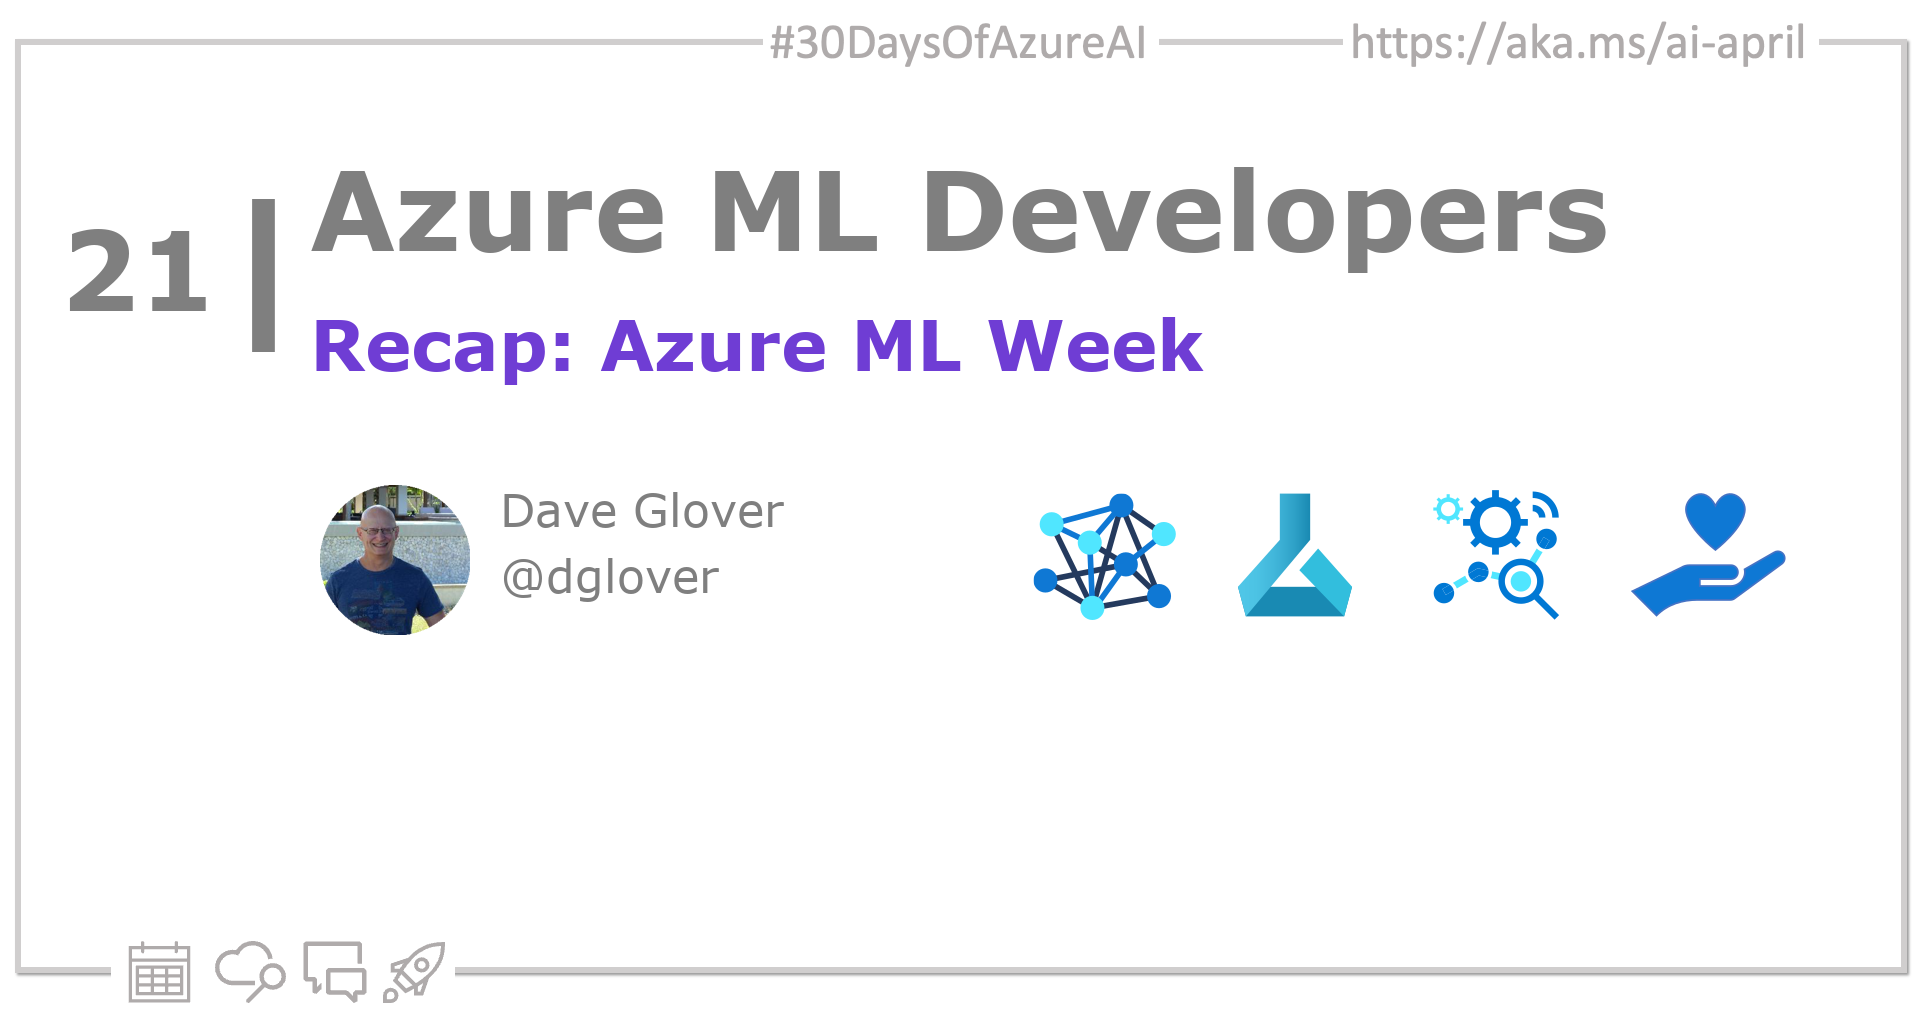 #30DaysOfAzureAI
https://aka.ms/ai-april
21
Azure ML Developers
Recap: Azure ML Week
Dave Glover
@dglover